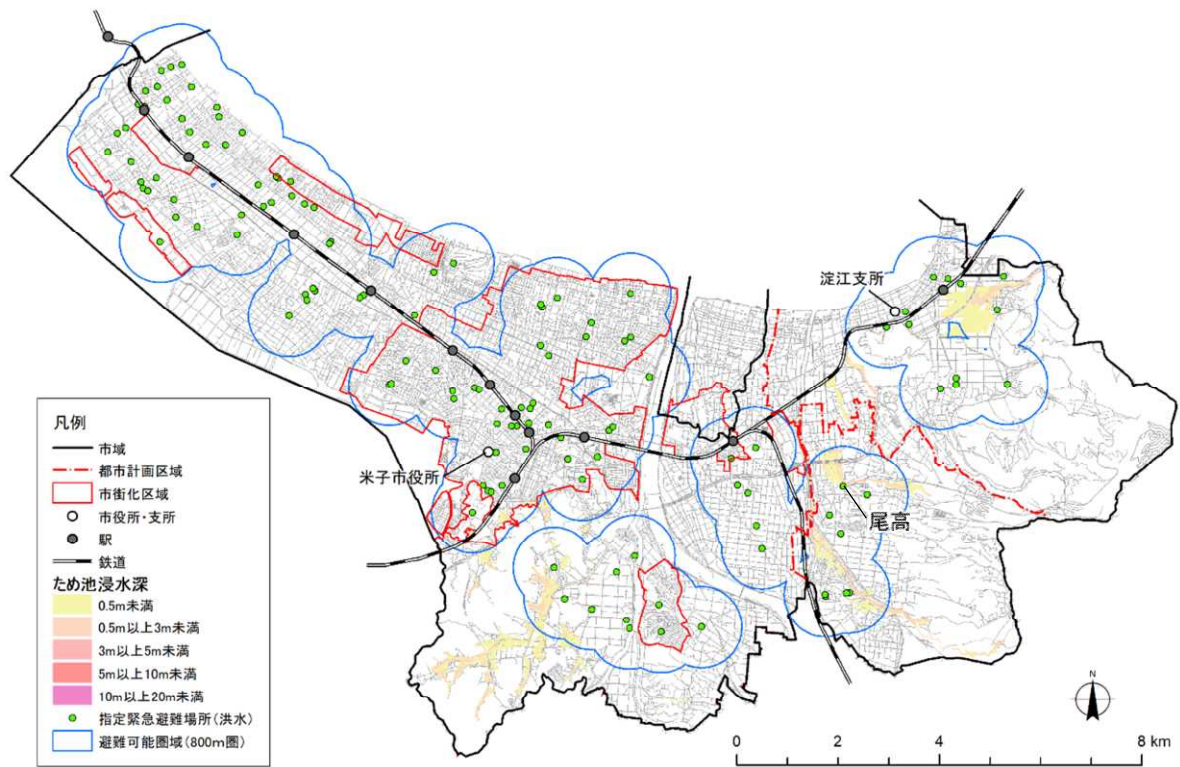 淀江支所
米子市役所
尾高
凡例
市域
都市計画区域
市街化区域
市役所・支所
駅
鉄道
ため池浸水深
0.5m未満
0.5m以上3m未満
3m以上5m未満
5m以上10m未満
10m以上20m未満
指定緊急避難場所(洪水)
避難可能圏域(800m圏)
N
0 2 4 6 8 km